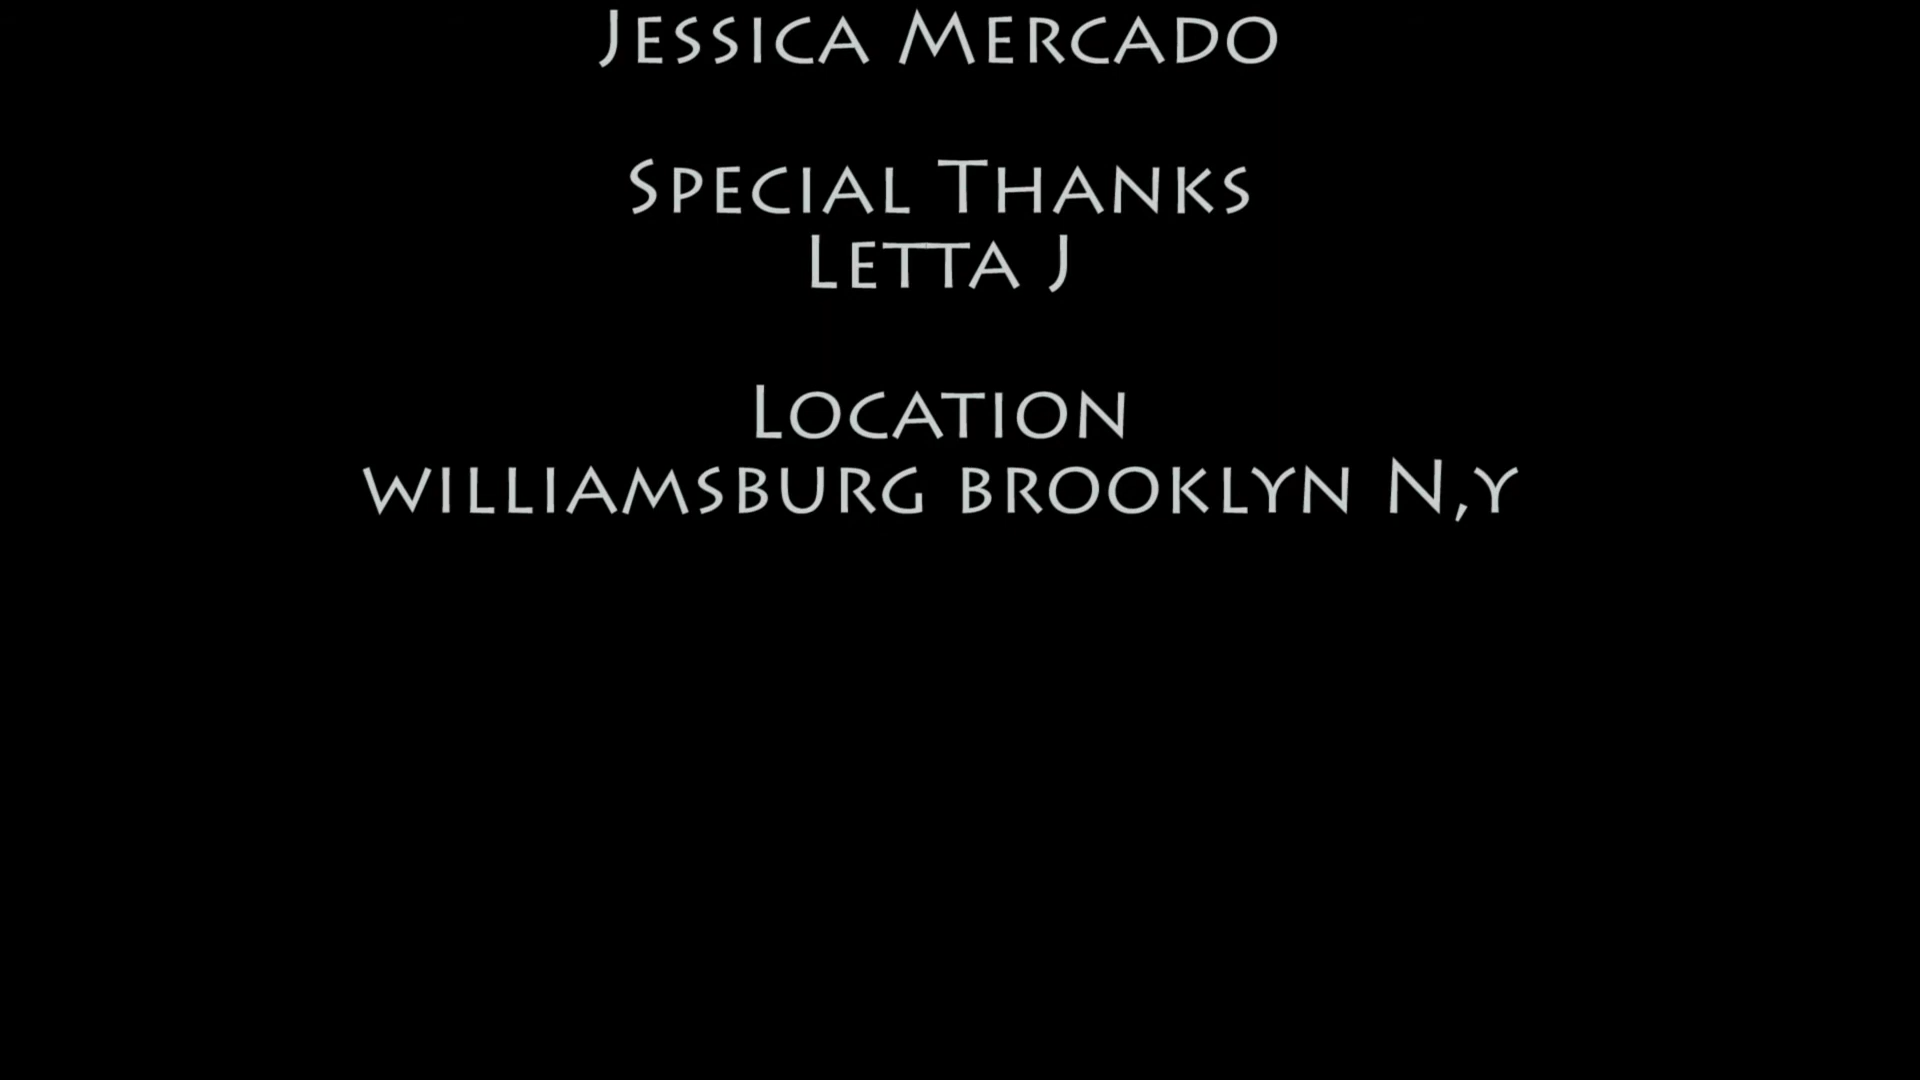 Jessica Mercado
Special Thanks
Letta J
Location
williamsburg brooklyn N,y